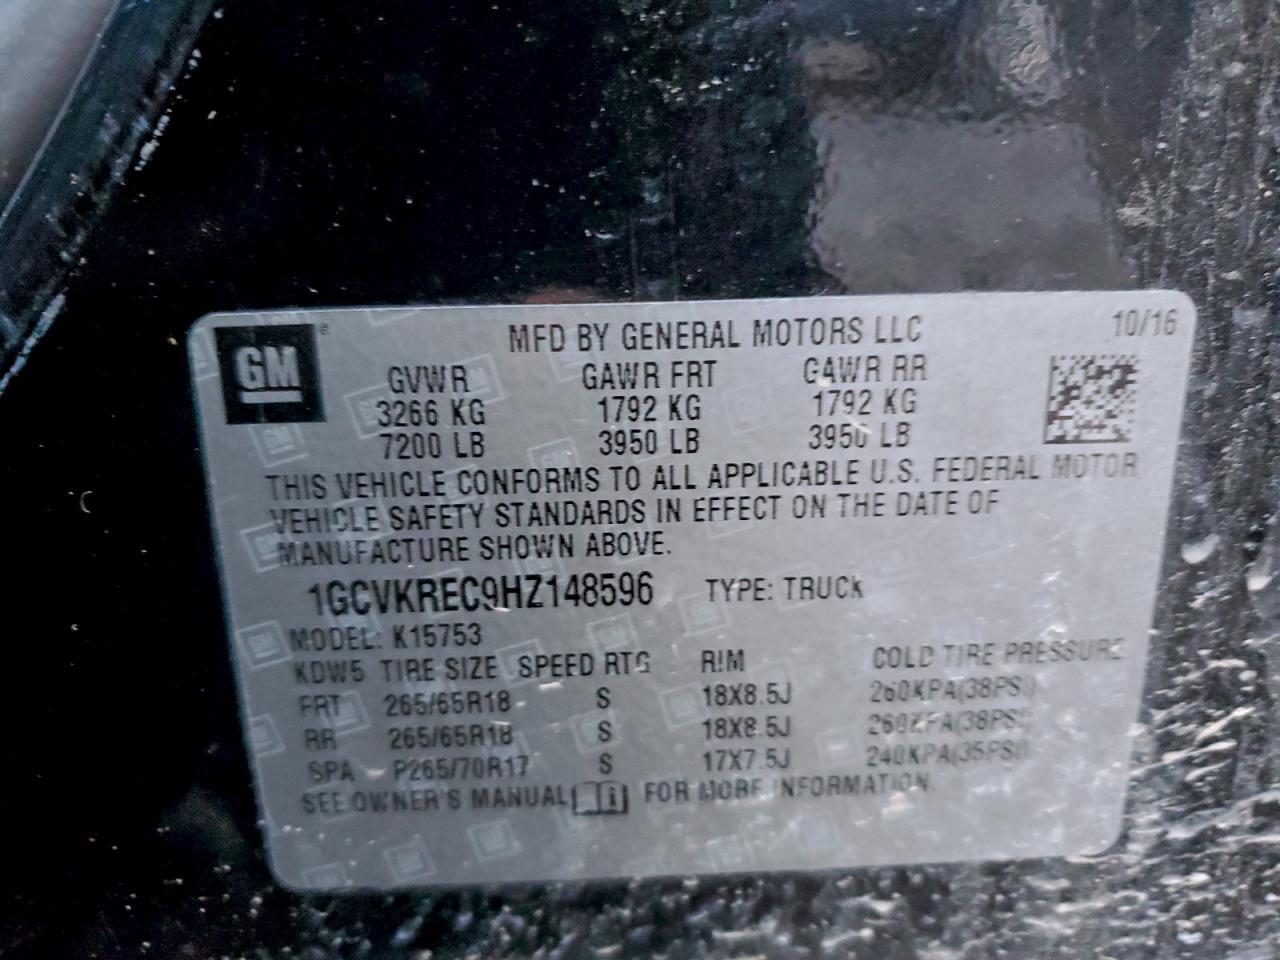 GM ®
MFD BY GENERAL MOTORS LLC 10/16
GVWR GAWR FRT GAWR RR
3266 KG 1792 KG 1792 KG
7200 LB 3950 LB 3950 LB
THIS VEHICLE CONFORMS TO ALL APPLICABLE U.S. FEDERAL MOTOR
VEHICLE SAFETY STANDARDS IN EFFECT ON THE DATE OF
MANUFACTURE SHOWN ABOVE.
1GCVKREC9HZ148596 TYPE: TRUCK
MODEL: K15753
KDW5 TIRE SIZE SPEED RTG RIM COLD TIRE PRESSURE
FRT 265/65R18 S 18X8.5J 260KPA(38PSI)
RR 265/65R18 S 18X8.5J 260KPA(38PSI)
SPA P265/70R17 S 17X7.5J 240KPA(35PSI)
SEE OWNER'S MANUAL i FOR MORE INFORMATION